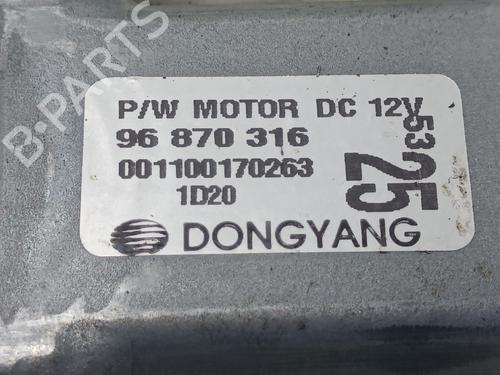 P/W MOTOR DC 12V
96 870 316
001100170263
1D20
5325
DONGYANG
B-PARTS